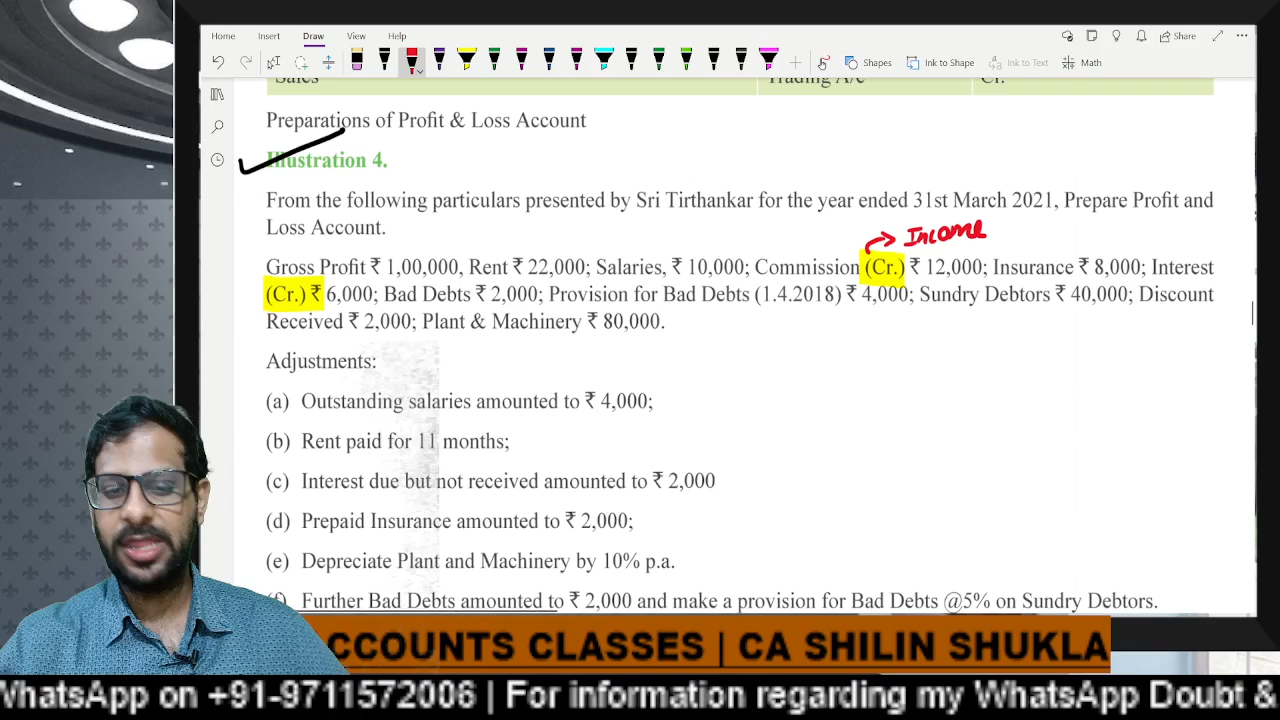 Home Insert Draw View Help
Share
Shapes Ink to Shape Ink to Text Math
Sales Trading A/c Cr.
Preparations of Profit & Loss Account
Illustration 4.
From the following particulars presented by Sri Tirthankar for the year ended 31st March 2021, Prepare Profit and
Loss Account.
Income
Gross Profit ₹ 1,00,000, Rent ₹ 22,000; Salaries, ₹ 10,000; Commission (Cr.) ₹ 12,000; Insurance ₹ 8,000; Interest
(Cr.) ₹ 6,000; Bad Debts ₹ 2,000; Provision for Bad Debts (1.4.2018) ₹ 4,000; Sundry Debtors ₹ 40,000; Discount
Received ₹ 2,000; Plant & Machinery ₹ 80,000.
Adjustments:
(a) Outstanding salaries amounted to ₹ 4,000;
(b) Rent paid for 11 months;
(c) Interest due but not received amounted to ₹ 2,000
(d) Prepaid Insurance amounted to ₹ 2,000;
(e) Depreciate Plant and Machinery by 10% p.a.
(f) Further Bad Debts amounted to ₹ 2,000 and make a provision for Bad Debts @5% on Sundry Debtors.
CCOUNTS CLASSES | CA SHILIN SHUKLA
WhatsApp on +91-9711572006 | For information regarding my WhatsApp Doubt &